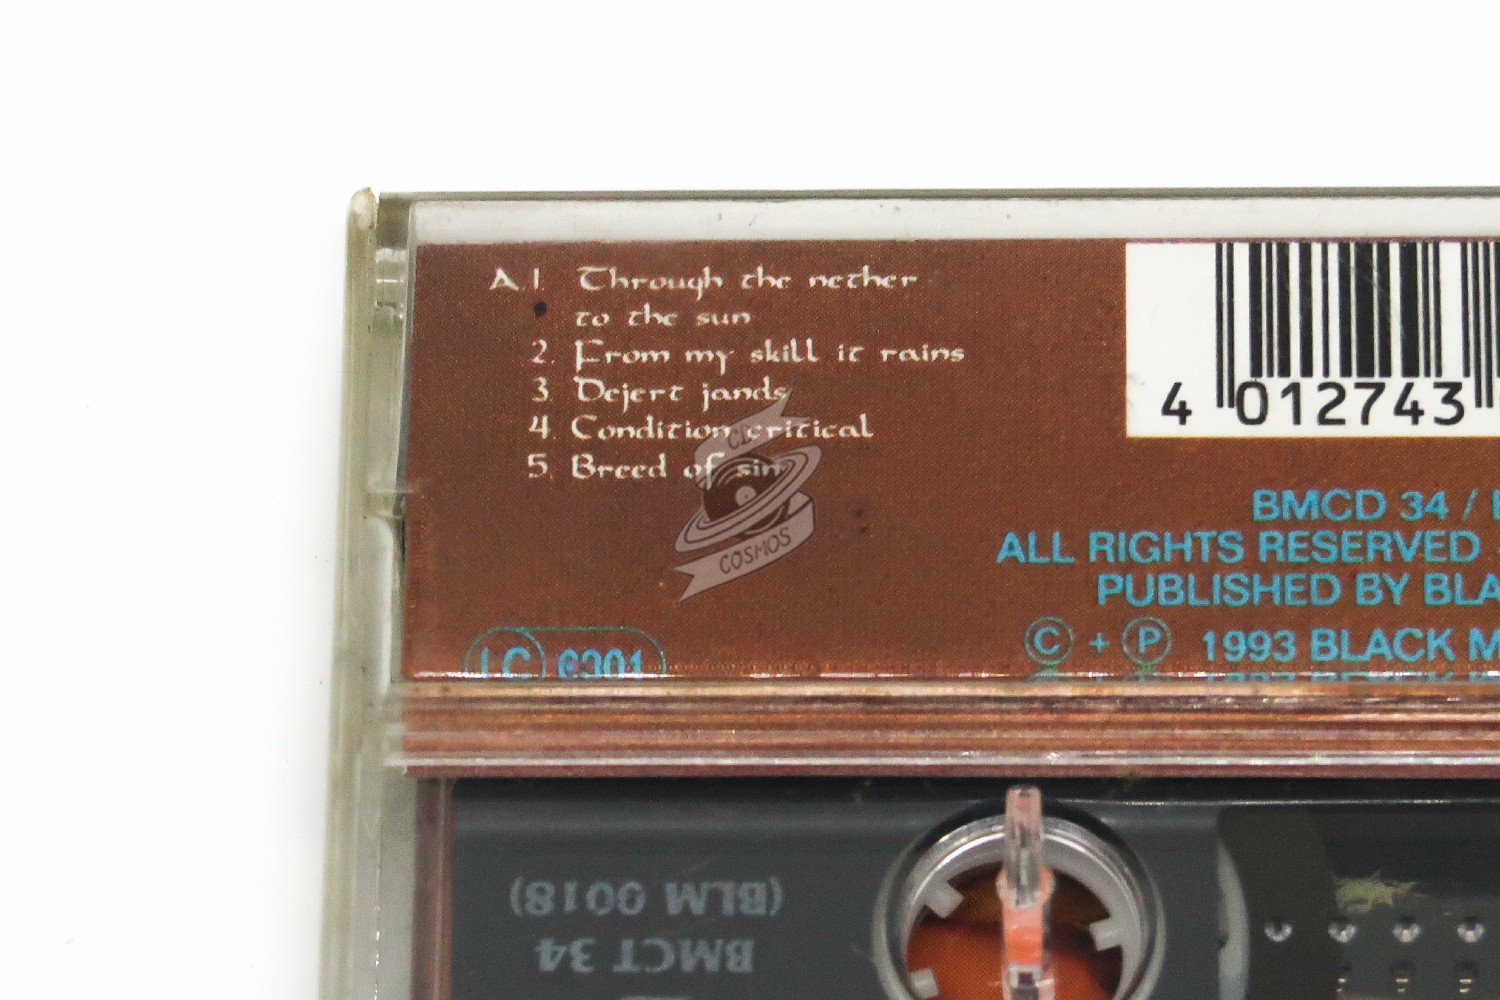 A 1. Through the nether
to the sun
2. From my skill it rains
3. Dejert jands
4. Condition critical
5. Breed of sin
4 012743
BMCD 34 /
ALL RIGHTS RESERVED
PUBLISHED BY
© + ℗ 1993 BLACK
LC 6301
CD
COSMOS
(BLM 0018)
BMCT 34